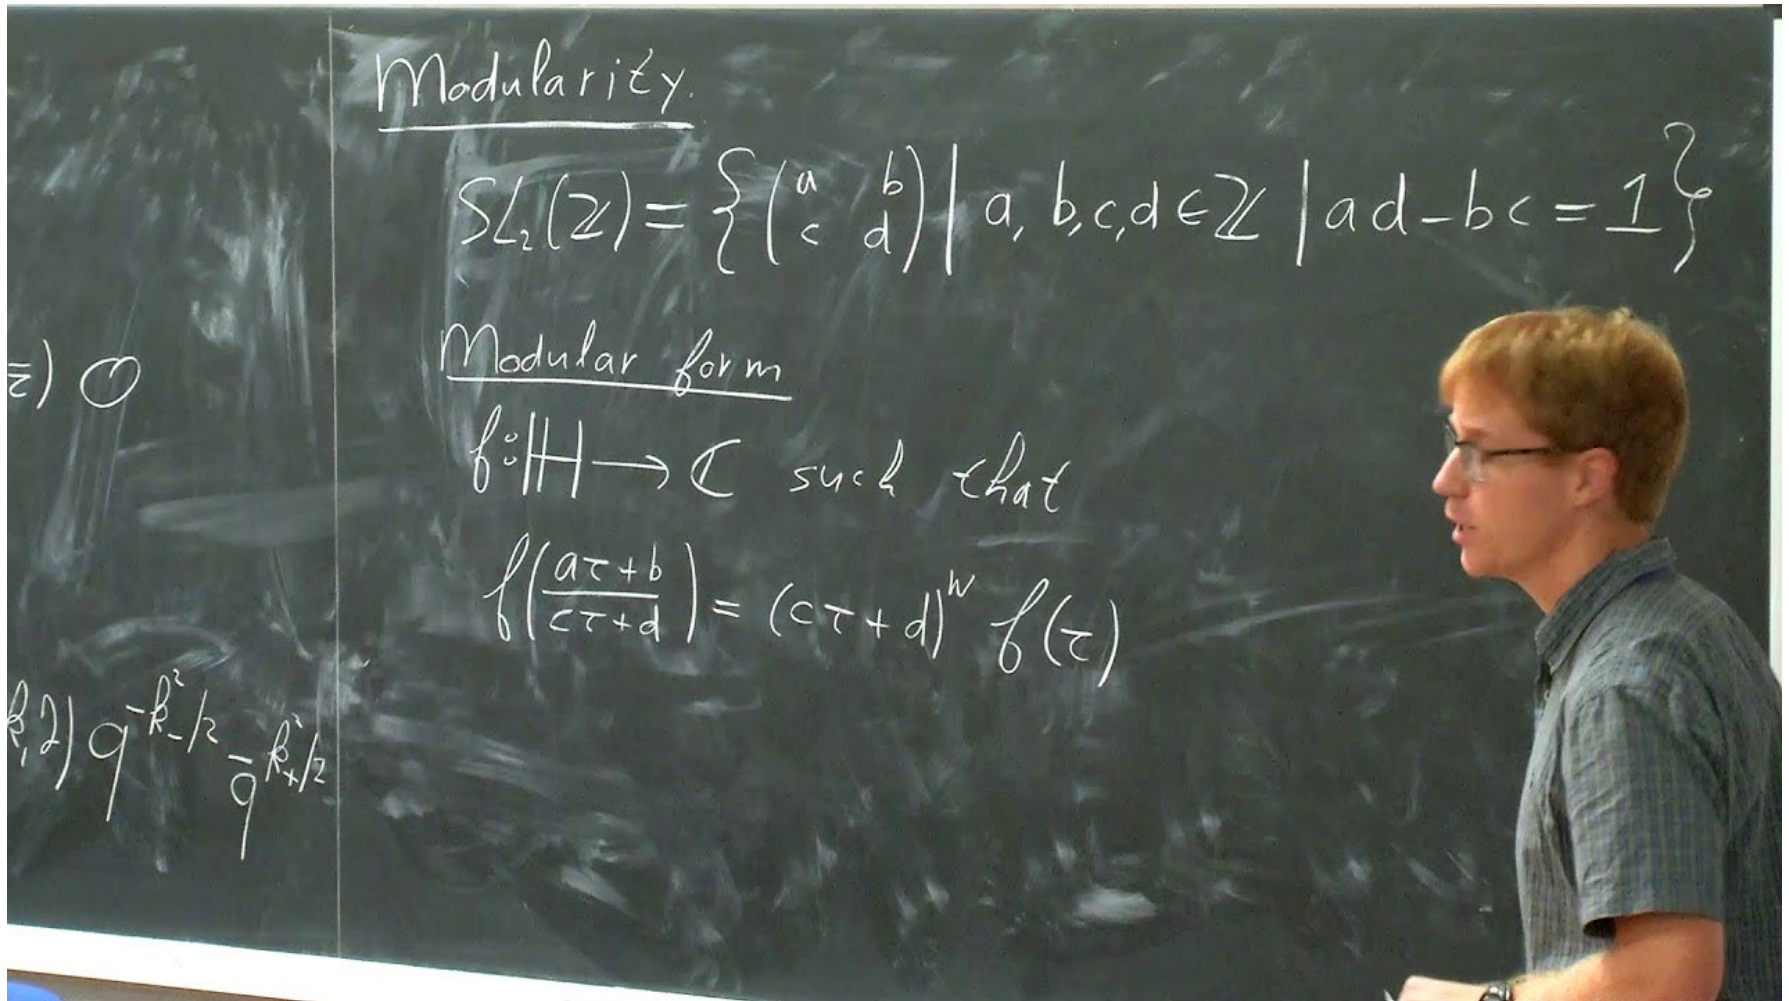 Modularity.
SL₂(ℤ) = {(a b
c d) | a, b, c, d ∈ ℤ | ad - bc = 1}
Modular form
f: ℍ → ℂ such that
f((aτ+b)/(cτ+d)) = (cτ+d)^w f(τ)
q^{-k₋²/2} q̄^{k₊²/2}